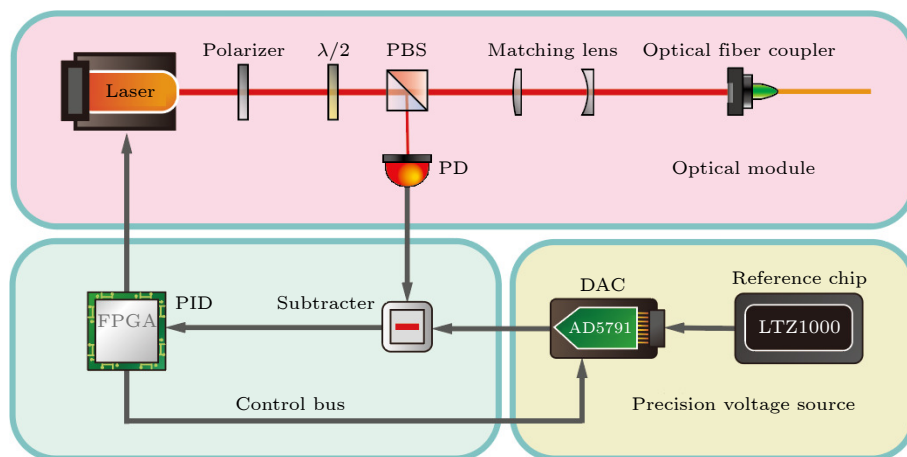 Polarizer
λ/2
PBS
Matching lens
Optical fiber coupler
Laser
PD
Optical module
PID
FPGA
Subtracter
DAC
AD5791
Reference chip
LTZ1000
Control bus
Precision voltage source